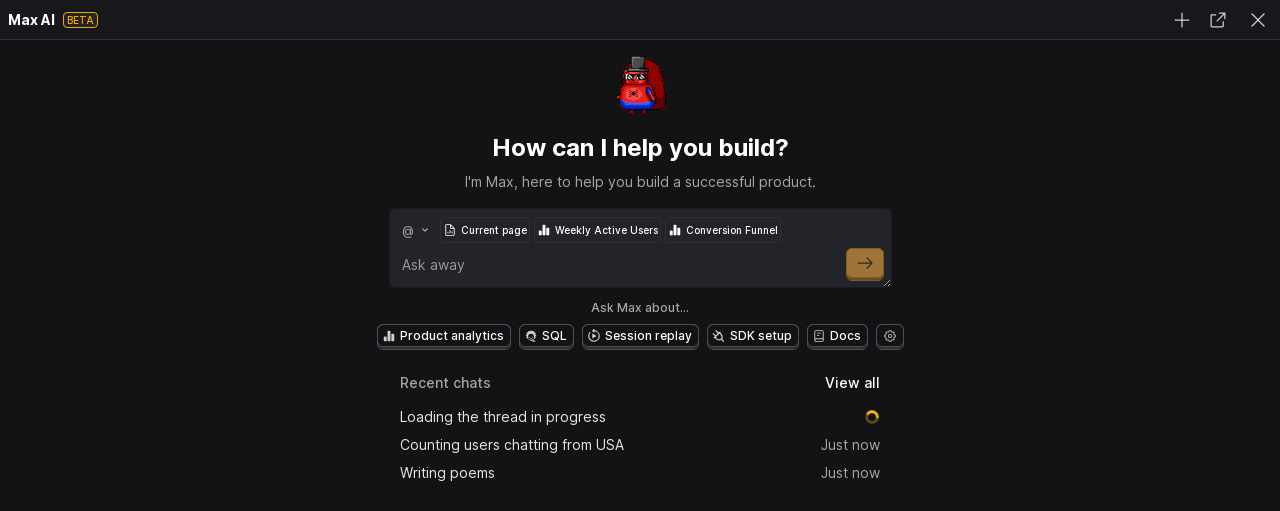 Max AI BETA
How can I help you build?
I'm Max, here to help you build a successful product.
@ Current page Weekly Active Users Conversion Funnel
Ask away
Ask Max about...
Product analytics SQL Session replay SDK setup Docs
Recent chats View all
Loading the thread in progress
Counting users chatting from USA Just now
Writing poems Just now